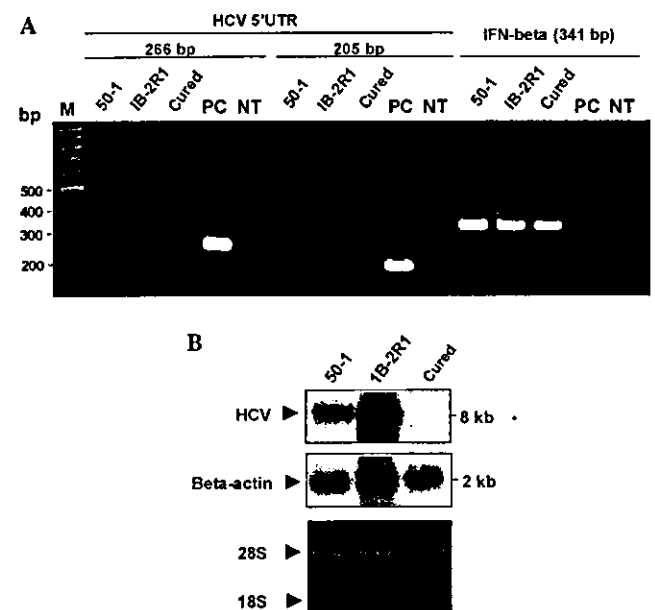 A
HCV 5'UTR
266 bp 205 bp IFN-beta (341 bp)
50-1 IB-2R1 Cured PC NT 50-1 IB-2R1 Cured PC NT 50-1 IB-2R1 Cured PC NT
bp M
500
400
300
200
B
50-1 1B-2R1 Cured
HCV 8 kb
Beta-actin 2 kb
28S
18S